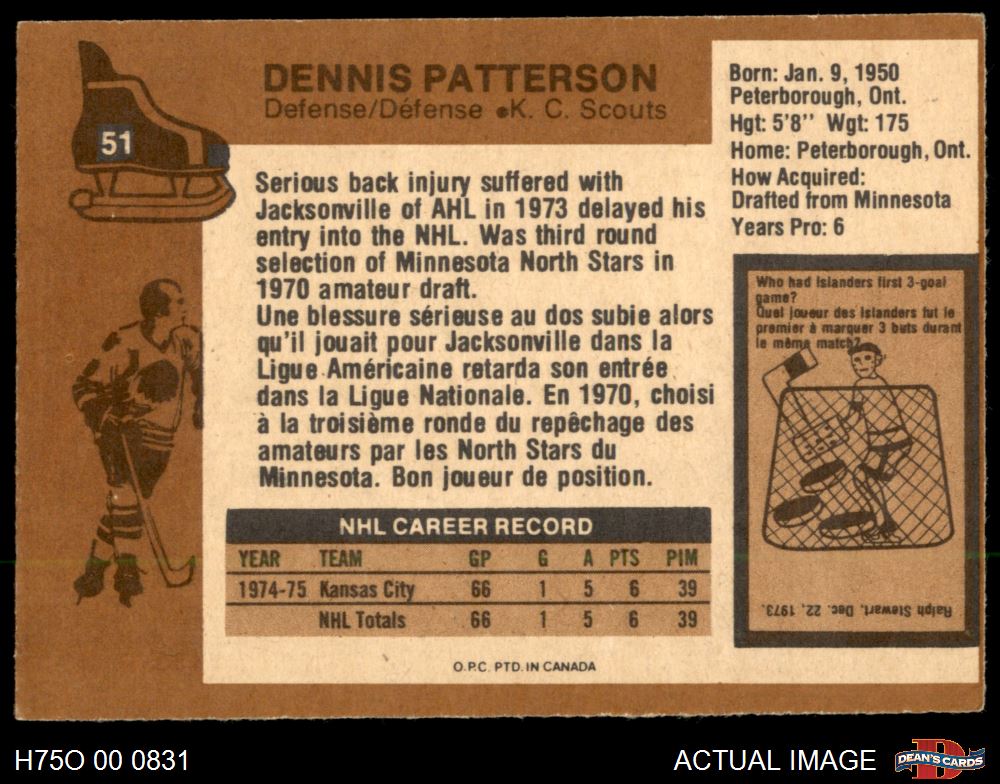 51
DENNIS PATTERSON
Defense/Défense • K. C. Scouts
Born: Jan. 9, 1950
Peterborough, Ont.
Hgt: 5'8'' Wgt: 175
Home: Peterborough, Ont.
How Acquired:
Drafted from Minnesota
Years Pro: 6
Serious back injury suffered with
Jacksonville of AHL in 1973 delayed his
entry into the NHL. Was third round
selection of Minnesota North Stars in
1970 amateur draft.
Une blessure sérieuse au dos subie alors
qu'il jouait pour Jacksonville dans la
Ligue Américaine retarda son entrée
dans la Ligue Nationale. En 1970, choisi
à la troisième ronde du repêchage des
amateurs par les North Stars du
Minnesota. Bon joueur de position.
Who had Islanders first 3-goal
game?
Quel joueur des Islanders fut le
premier à marquer 3 buts durant
le même match?
Ralph Stewart. Dec. 22, 1973.
NHL CAREER RECORD
YEAR TEAM GP G A PTS PIM
1974-75 Kansas City 66 1 5 6 39
NHL Totals 66 1 5 6 39
O.P.C. PTD. IN CANADA
H75O 00 0831
ACTUAL IMAGE
D
DEAN'S CARDS